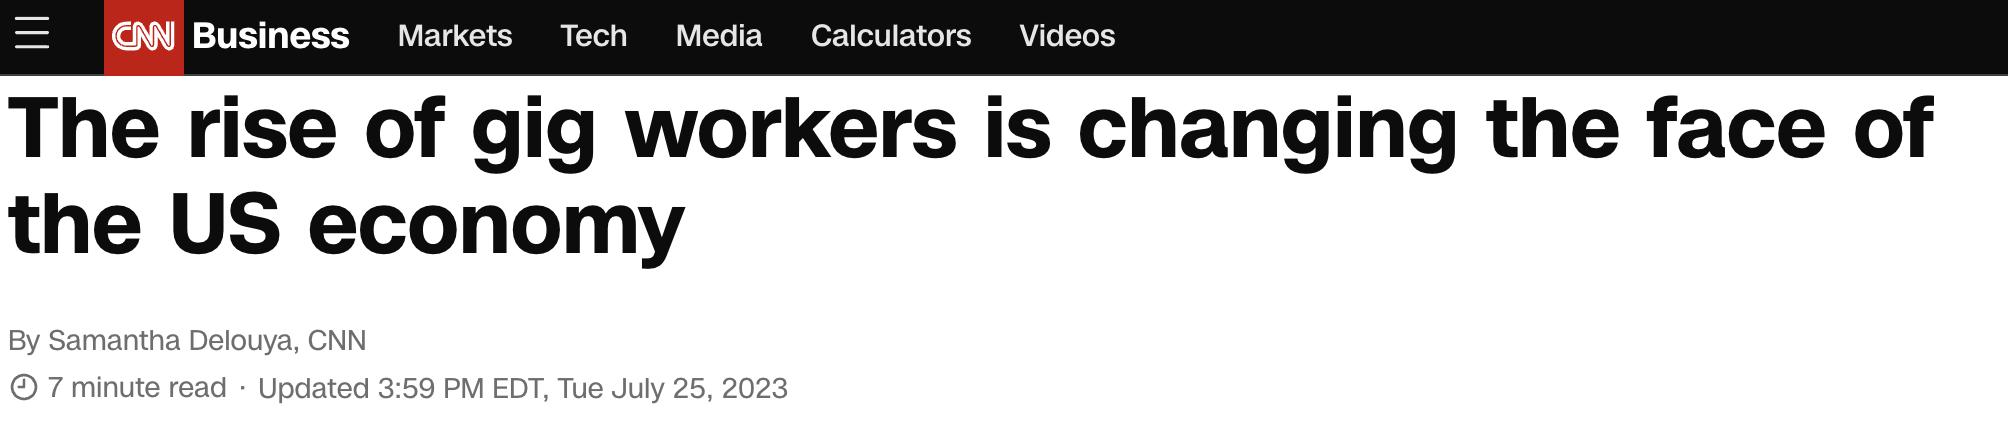 CNN Business Markets Tech Media Calculators Videos
The rise of gig workers is changing the face of
the US economy
By Samantha Delouya, CNN
7 minute read · Updated 3:59 PM EDT, Tue July 25, 2023